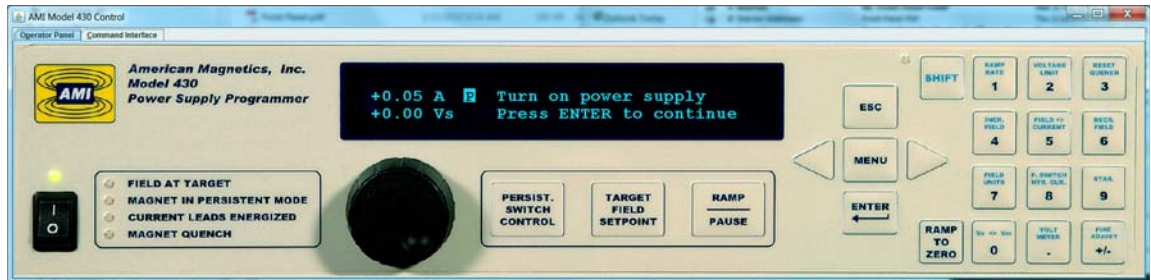 AMI Model 430 Control
Operator Panel Command Interface
AMI
American Magnetics, Inc.
Model 430
Power Supply Programmer
+0.05 A P Turn on power supply
+0.00 Vs Press ENTER to continue
FIELD AT TARGET
MAGNET IN PERSISTENT MODE
CURRENT LEADS ENERGIZED
MAGNET QUENCH
I
O
PERSIST.
SWITCH
CONTROL
TARGET
FIELD
SETPOINT
RAMP
PAUSE
ESC
MENU
ENTER
SHIFT
RAMP
RATE
1
VOLTAGE
LIMIT
2
RESET
QUENCH
3
INCR.
FIELD
4
FIELD <>
CURRENT
5
DECR.
FIELD
6
FIELD
UNITS
7
P. SWITCH
HTR. CUR.
8
STAB.
9
RAMP
TO
ZERO
Vs <> Vm
0
VOLT
METER
.
FINE
ADJUST
+/-